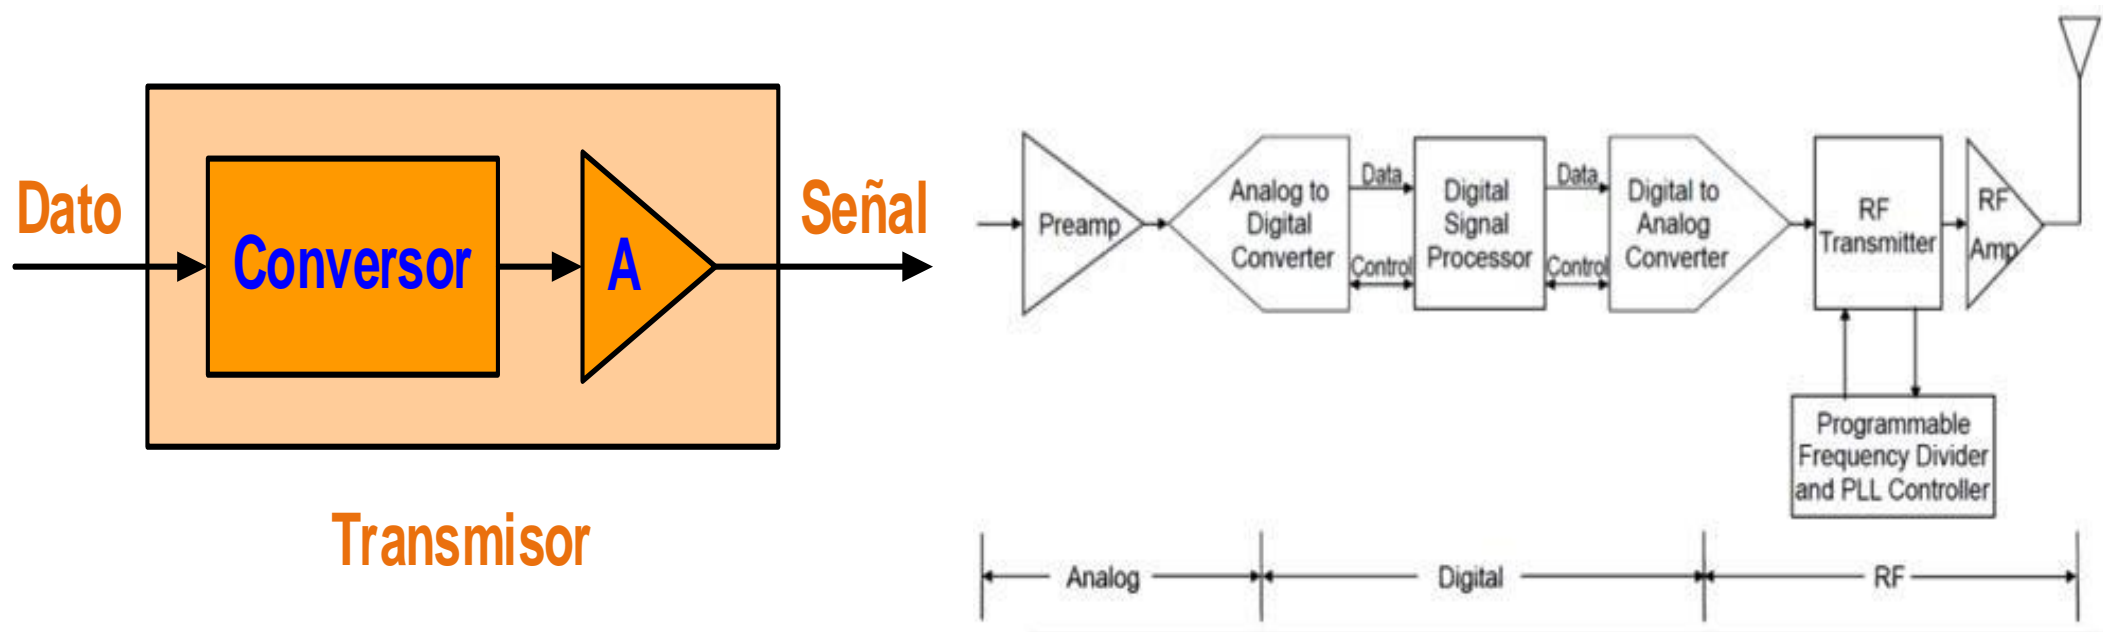 Dato
Conversor
A
Señal
Transmisor
Preamp
Analog to
Digital
Converter
Data
Control
Digital
Signal
Processor
Data
Control
Digital to
Analog
Converter
RF
Transmitter
RF
Amp
Programmable
Frequency Divider
and PLL Controller
Analog
Digital
RF